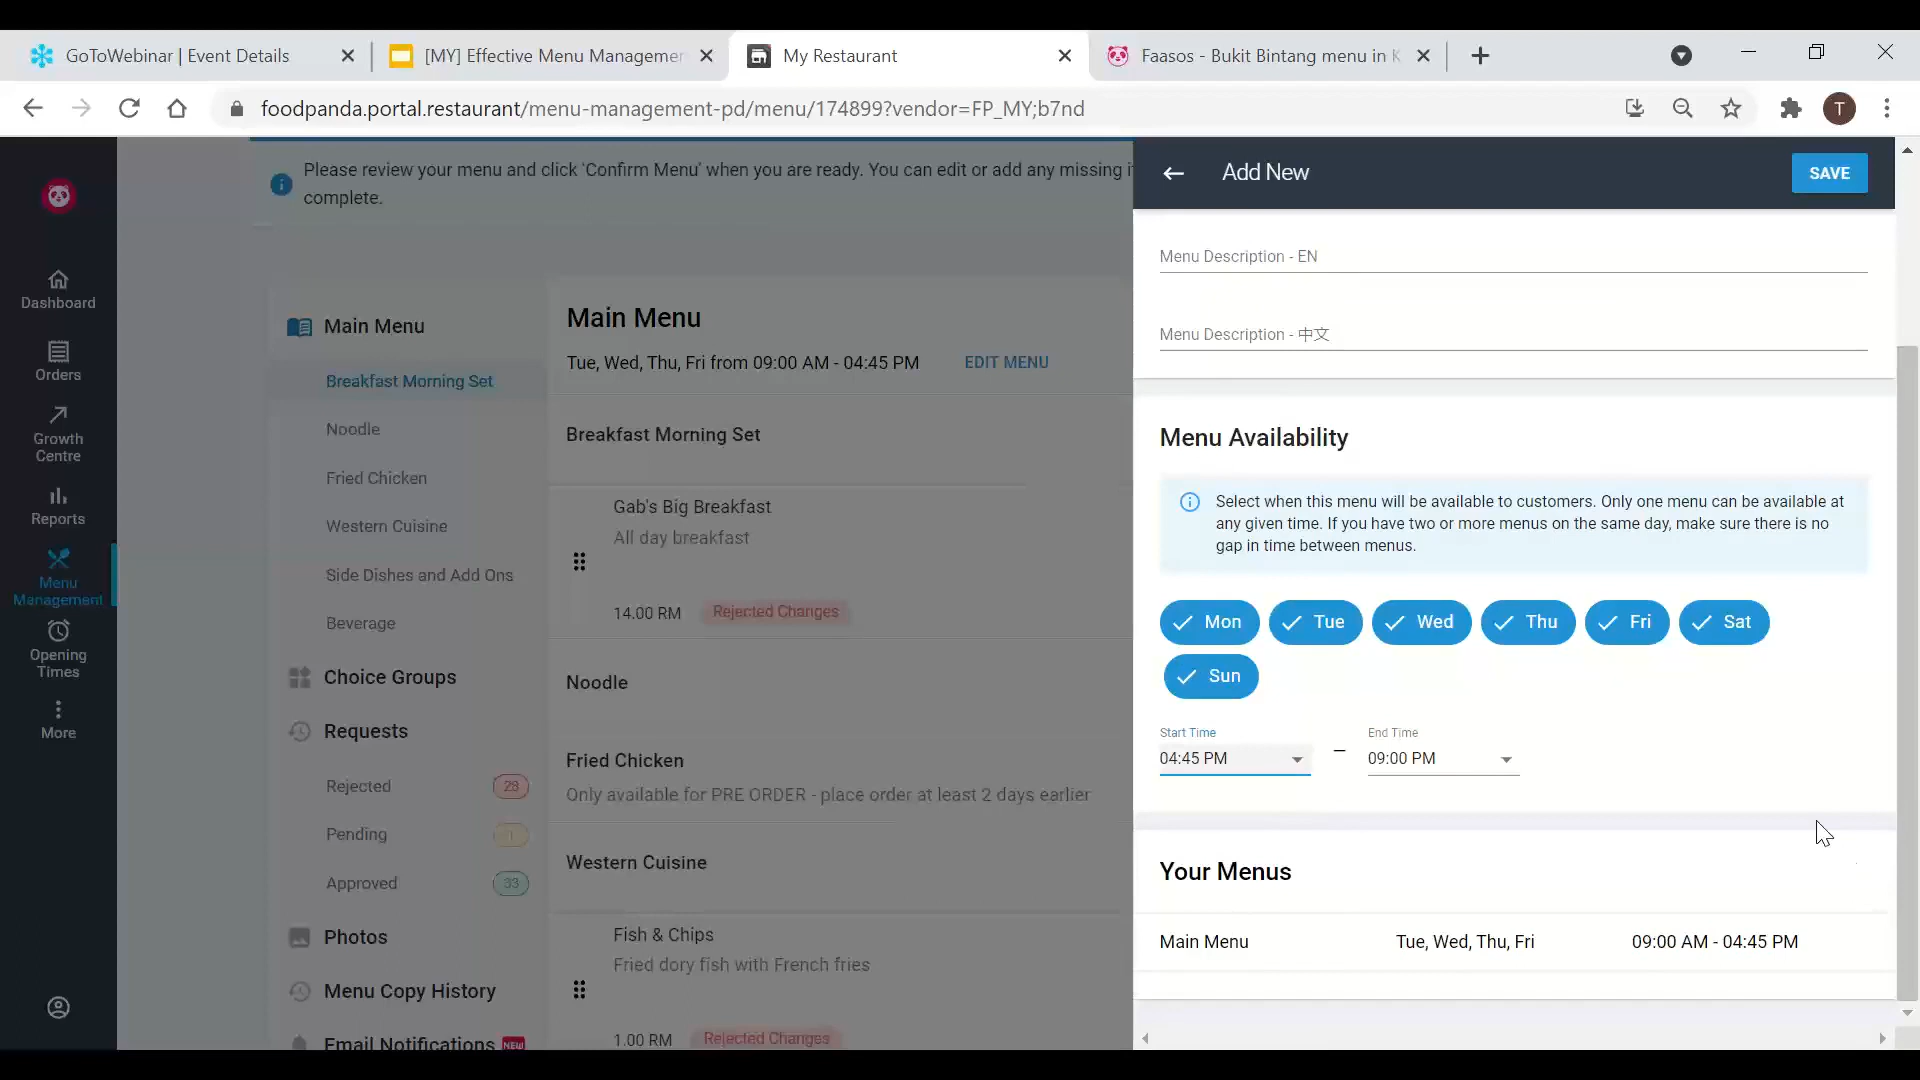 GoToWebinar | Event Details
[MY] Effective Menu Managemen
My Restaurant
Faasos - Bukit Bintang menu in K
foodpanda.portal.restaurant/menu-management-pd/menu/174899?vendor=FP_MY;b7nd
T
Dashboard
Orders
Growth
Centre
Reports
Menu
Management
Opening
Times
More
Please review your menu and click 'Confirm Menu' when you are ready. You can edit or add any missing i
complete.
Main Menu
Breakfast Morning Set
Noodle
Fried Chicken
Western Cuisine
Side Dishes and Add Ons
Beverage
Choice Groups
Requests
Rejected 28
Pending 1
Approved 33
Photos
Menu Copy History
Email Notifications NEW
Main Menu
Tue, Wed, Thu, Fri from 09:00 AM - 04:45 PM EDIT MENU
Breakfast Morning Set
Gab's Big Breakfast
All day breakfast
14.00 RM Rejected Changes
Noodle
Fried Chicken
Only available for PRE ORDER - place order at least 2 days earlier
Western Cuisine
Fish & Chips
Fried dory fish with French fries
1.00 RM Rejected Changes
Add New SAVE
Menu Description - EN
Menu Description - 中文
Menu Availability
Select when this menu will be available to customers. Only one menu can be available at
any given time. If you have two or more menus on the same day, make sure there is no
gap in time between menus.
Mon Tue Wed Thu Fri Sat
Sun
Start Time End Time
04:45 PM – 09:00 PM
Your Menus
Main Menu Tue, Wed, Thu, Fri 09:00 AM - 04:45 PM